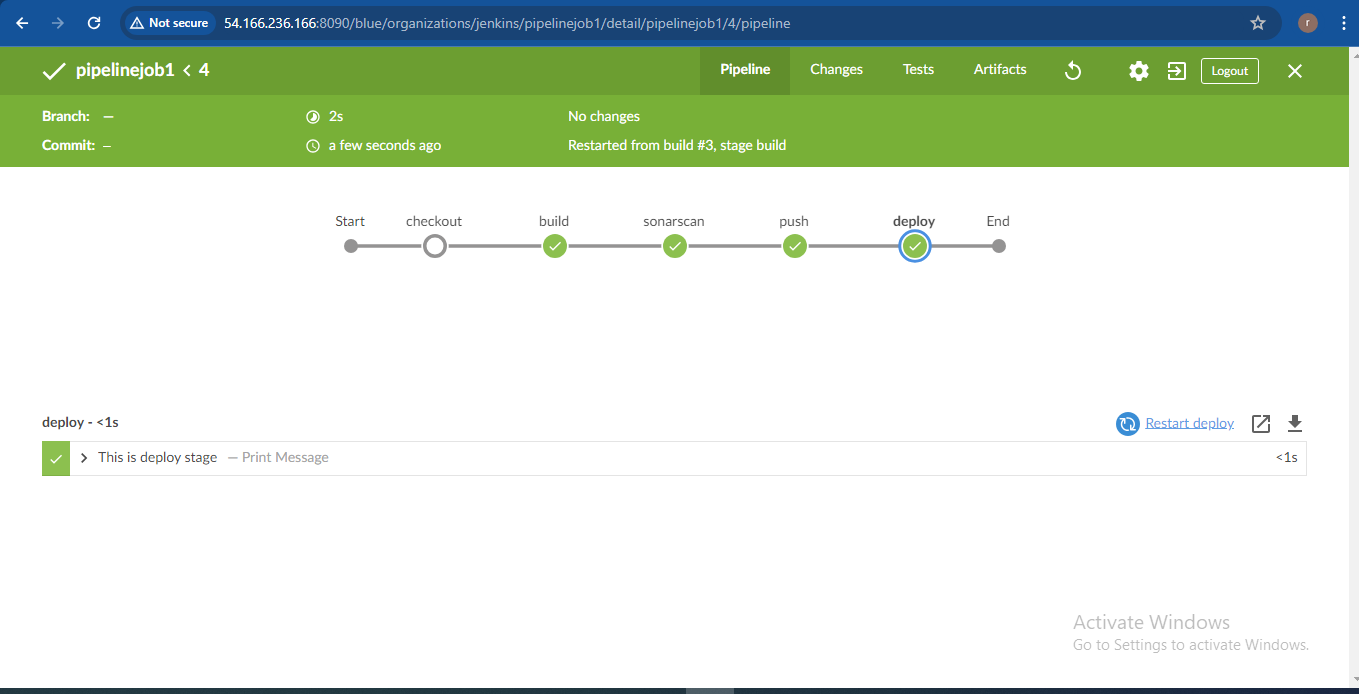 Not secure 54.166.236.166:8090/blue/organizations/jenkins/pipelinejob1/detail/pipelinejob1/4/pipeline r
pipelinejob1 < 4 Pipeline Changes Tests Artifacts Logout
Branch: — 2s No changes
Commit: – a few seconds ago Restarted from build #3, stage build
Start checkout build sonarscan push deploy End
deploy - <1s Restart deploy
This is deploy stage — Print Message <1s
Activate Windows
Go to Settings to activate Windows.